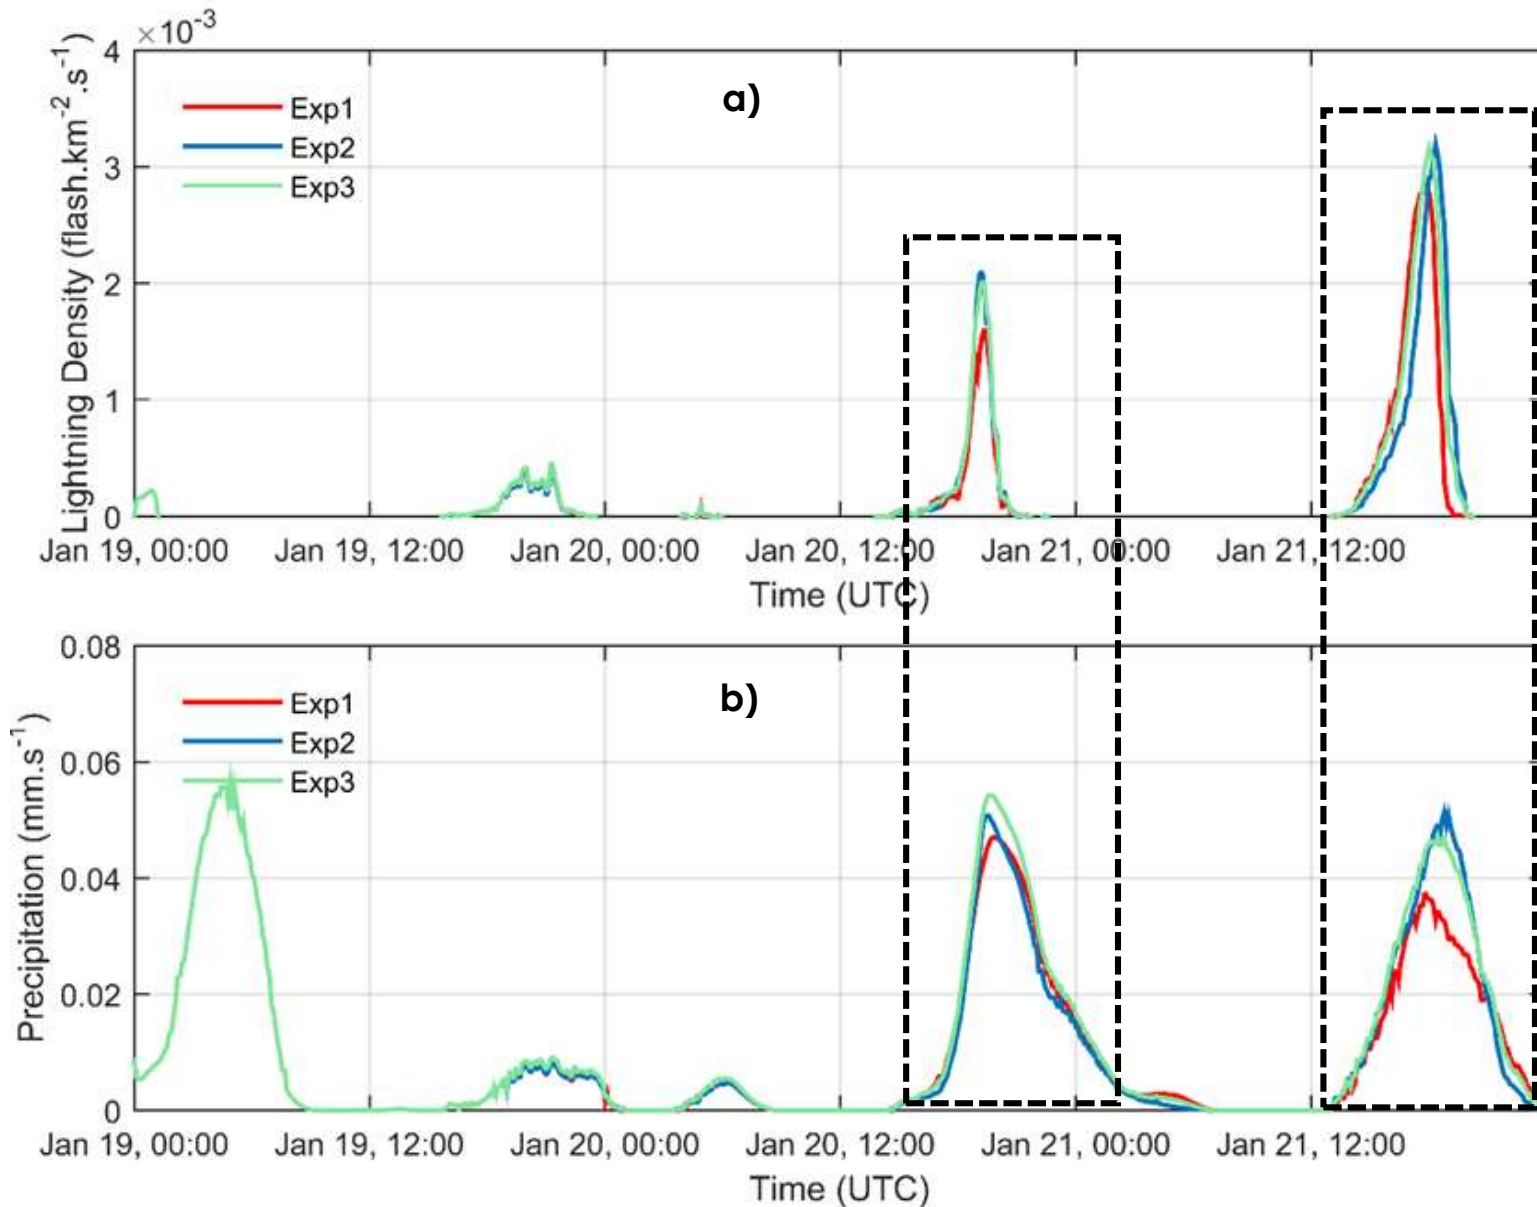 ×10⁻³
4
3
2
1
0
Lightning Density (flash.km⁻².s⁻¹)
Exp1
Exp2
Exp3
a)
Jan 19, 00:00 Jan 19, 12:00 Jan 20, 00:00 Jan 20, 12:00 Jan 21, 00:00 Jan 21, 12:00
Time (UTC)
0.08
0.06
0.04
0.02
0
Precipitation (mm.s⁻¹)
Exp1
Exp2
Exp3
b)
Jan 19, 00:00 Jan 19, 12:00 Jan 20, 00:00 Jan 20, 12:00 Jan 21, 00:00 Jan 21, 12:00
Time (UTC)